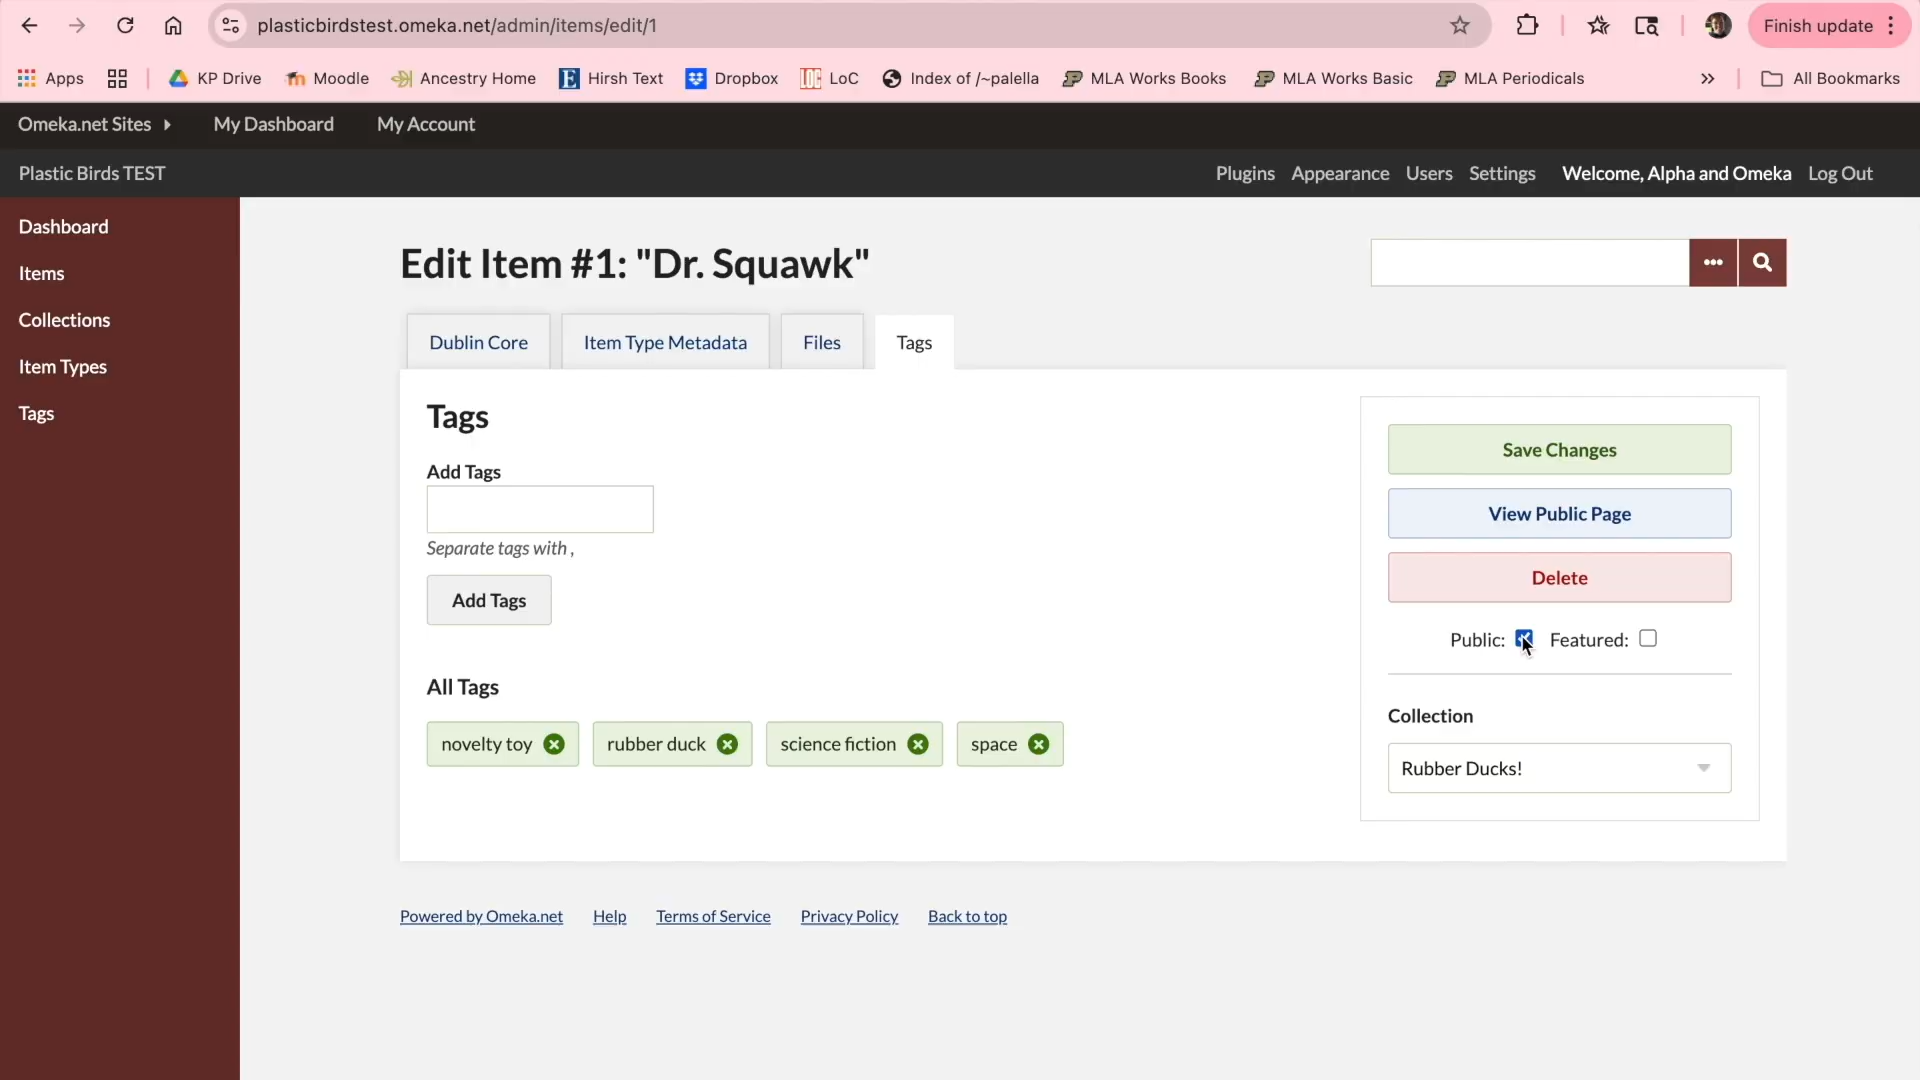 plasticbirdstest.omeka.net/admin/items/edit/1
Finish update
Apps
KP Drive
Moodle
Ancestry Home
Hirsh Text
Dropbox
LoC
Index of /~palella
MLA Works Books
MLA Works Basic
MLA Periodicals
»
All Bookmarks
Omeka.net Sites
My Dashboard
My Account
Plastic Birds TEST
Plugins
Appearance
Users
Settings
Welcome, Alpha and Omeka
Log Out
Dashboard
Items
Collections
Item Types
Tags
Edit Item #1: "Dr. Squawk"
Dublin Core
Item Type Metadata
Files
Tags
Tags
Add Tags
Separate tags with ,
Add Tags
All Tags
novelty toy
rubber duck
science fiction
space
Save Changes
View Public Page
Delete
Public:
Featured:
Collection
Rubber Ducks!
Powered by Omeka.net
Help
Terms of Service
Privacy Policy
Back to top